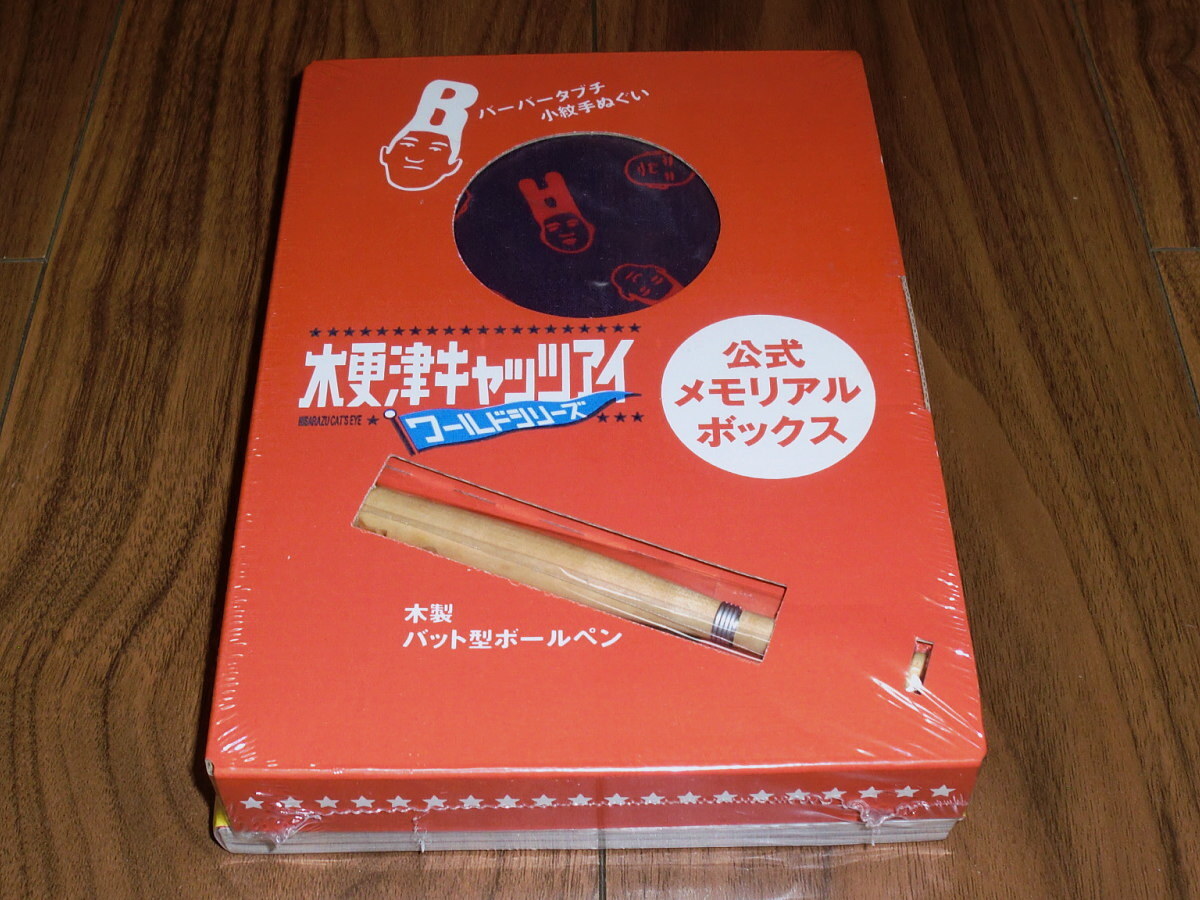 B
バーバータブチ
小紋手ぬぐい
木更津キャッツアイ
KISARAZU CAT'S EYE
ワールドシリーズ
公式
メモリアル
ボックス
木製
バット型ボールペン